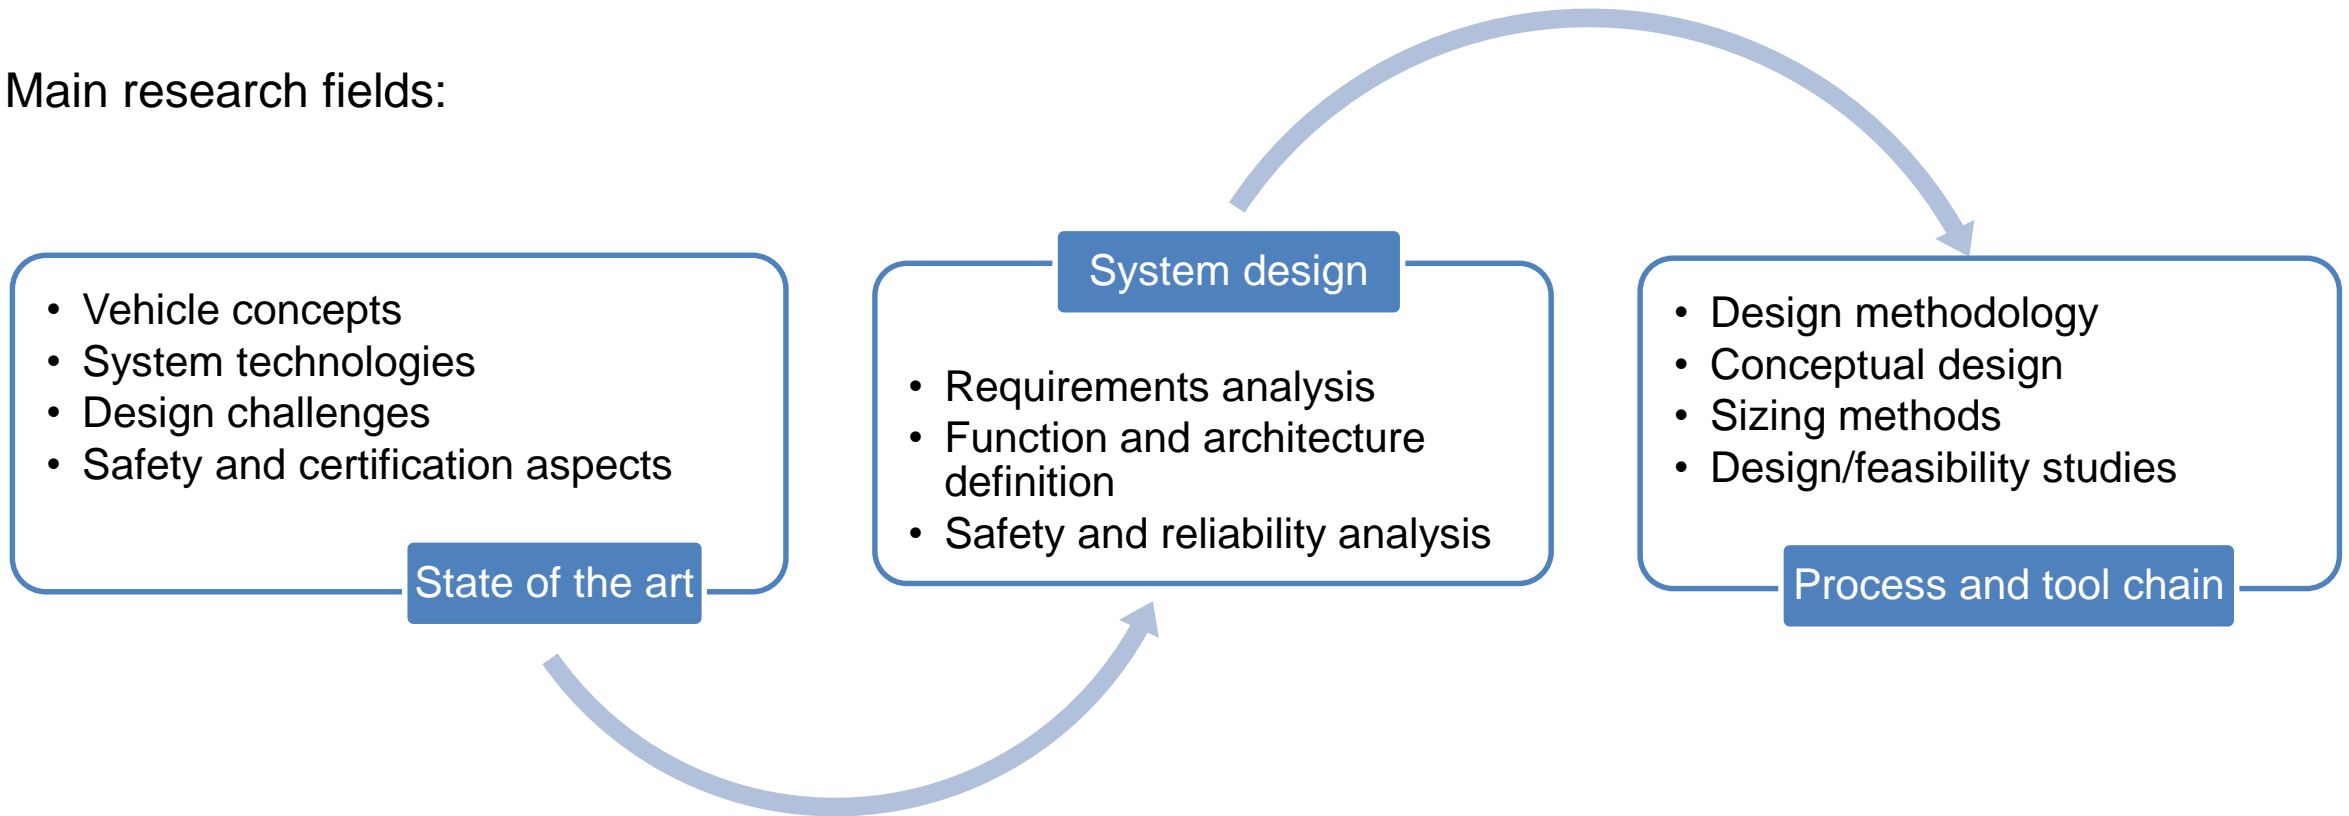 Main research fields:
• Vehicle concepts
• System technologies
• Design challenges
• Safety and certification aspects
State of the art
System design
• Requirements analysis
• Function and architecture
definition
• Safety and reliability analysis
• Design methodology
• Conceptual design
• Sizing methods
• Design/feasibility studies
Process and tool chain